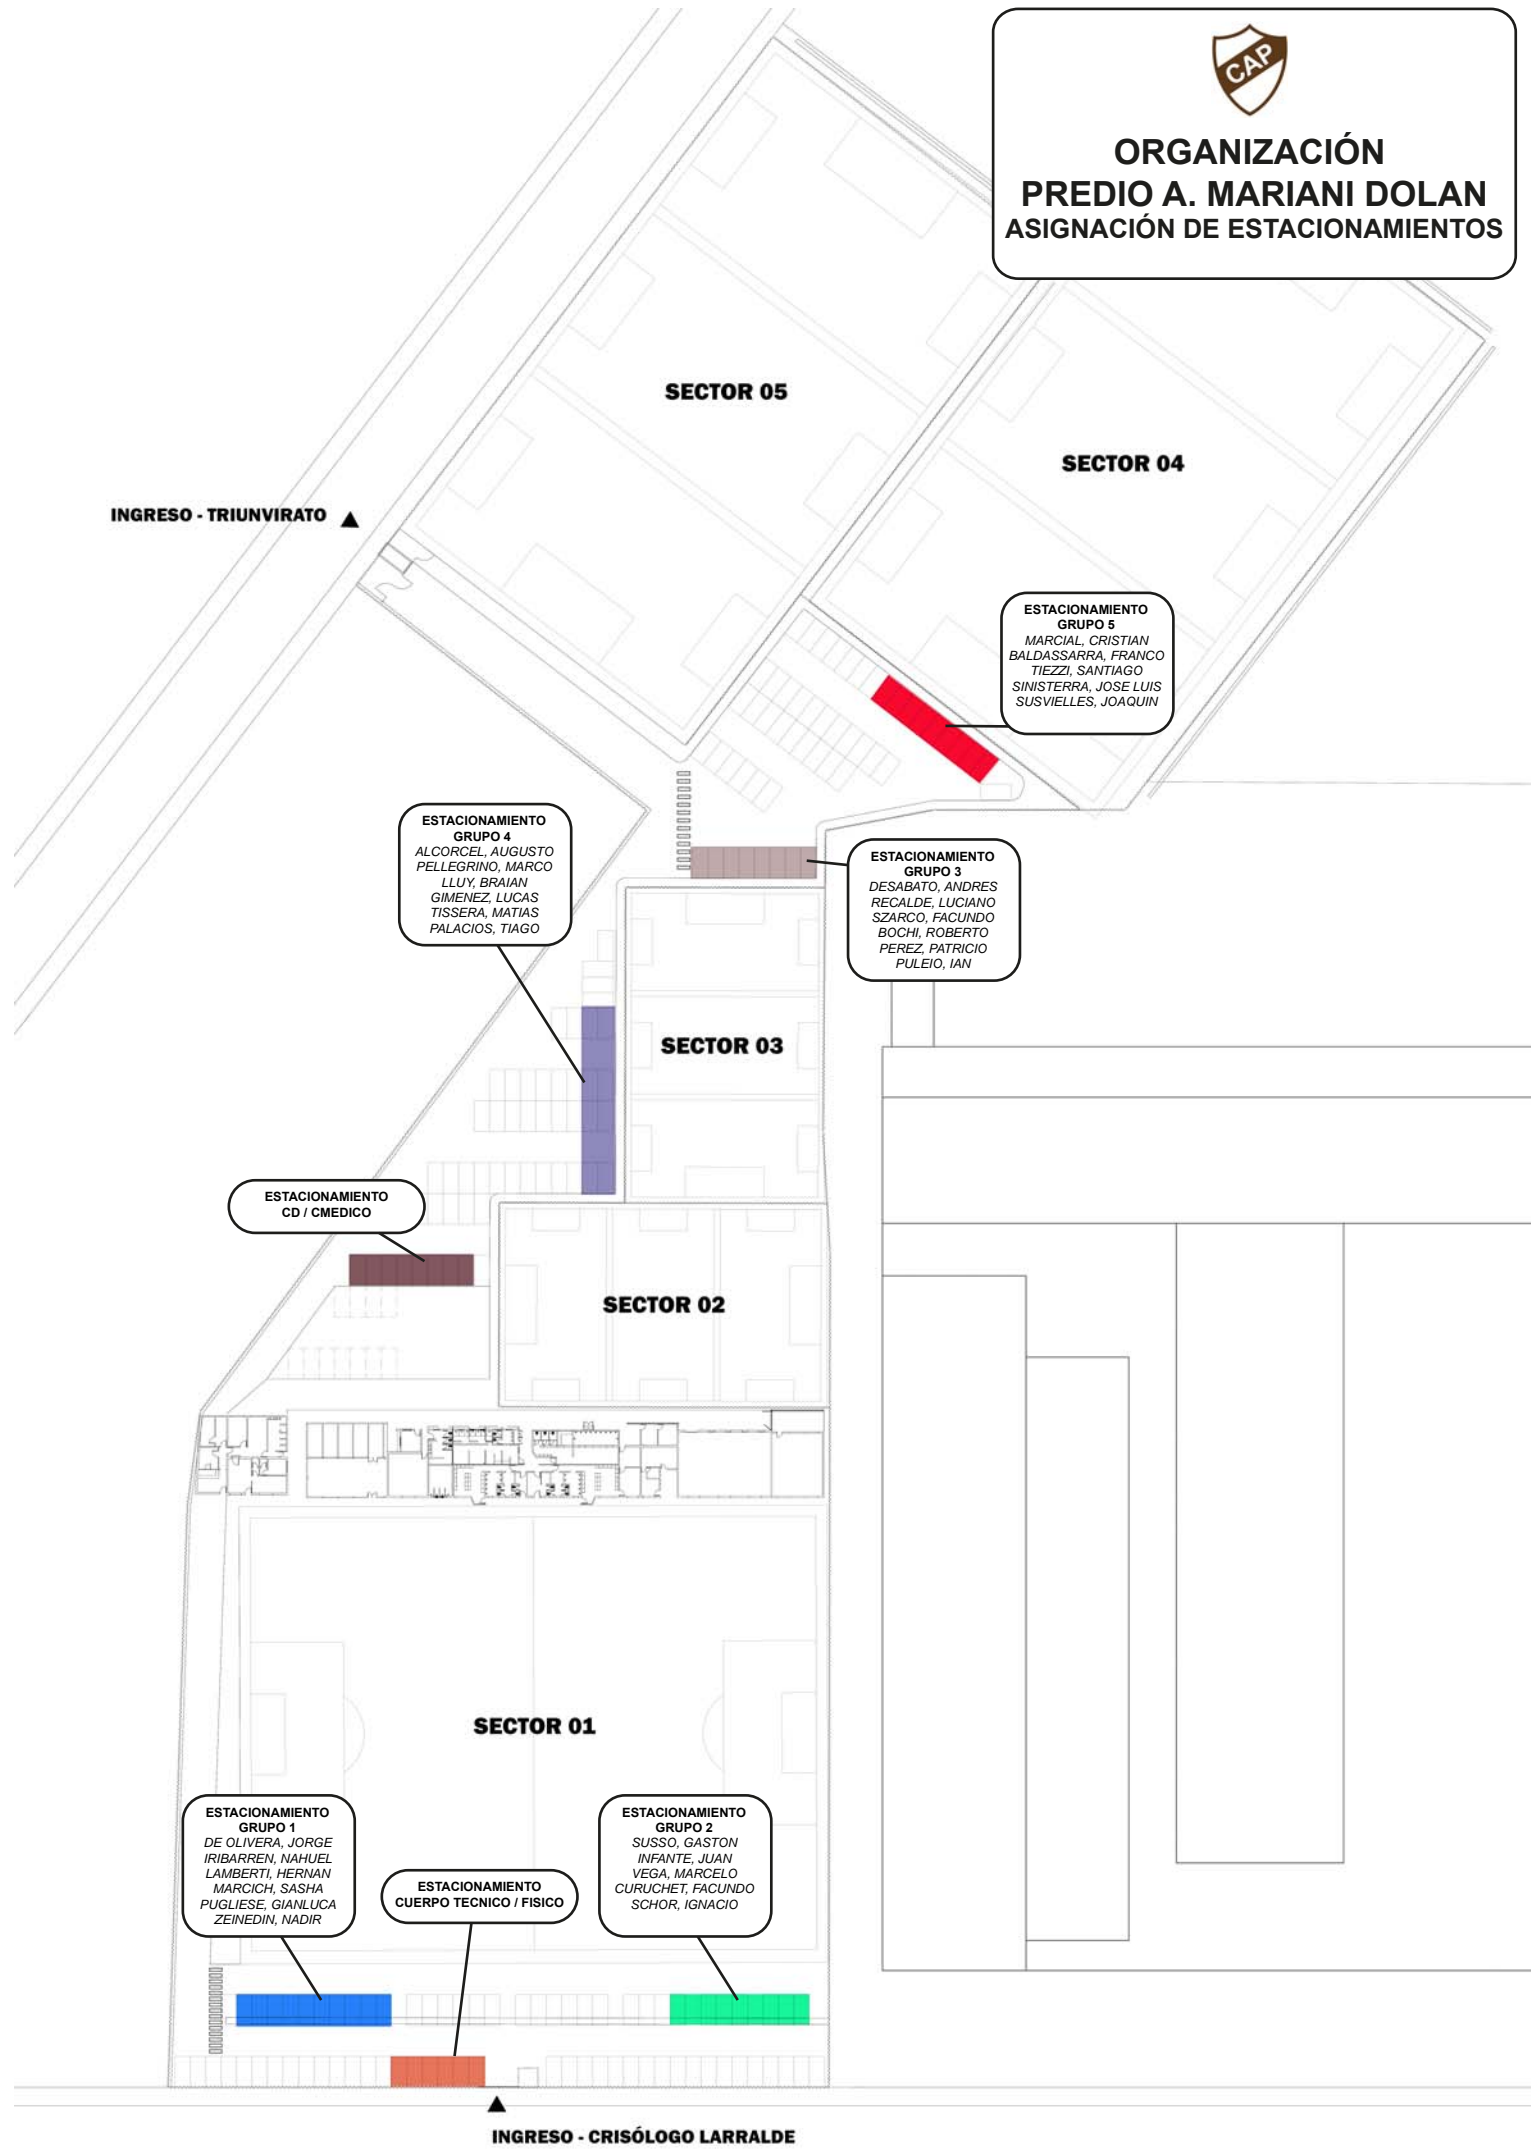 CAP
ORGANIZACIÓN
PREDIO A. MARIANI DOLAN
ASIGNACIÓN DE ESTACIONAMIENTOS
SECTOR 05
SECTOR 04
INGRESO - TRIUNVIRATO
ESTACIONAMIENTO
GRUPO 5
MARCIAL, CRISTIAN
BALDASSARRA, FRANCO
TIEZZI, SANTIAGO
SINISTERRA, JOSE LUIS
SUSVIELLES, JOAQUIN
ESTACIONAMIENTO
GRUPO 4
ALCORCEL, AUGUSTO
PELLEGRINO, MARCO
LLUY, BRAIAN
GIMENEZ, LUCAS
TISSERA, MATIAS
PALACIOS, TIAGO
ESTACIONAMIENTO
GRUPO 3
DESABATO, ANDRES
RECALDE, LUCIANO
SZARCO, FACUNDO
BOCHI, ROBERTO
PEREZ, PATRICIO
PULEIO, IAN
SECTOR 03
ESTACIONAMIENTO
CD / CMEDICO
SECTOR 02
SECTOR 01
ESTACIONAMIENTO
GRUPO 1
DE OLIVERA, JORGE
IRIBARREN, NAHUEL
LAMBERTI, HERNAN
MARCICH, SASHA
PUGLIESE, GIANLUCA
ZEINEDIN, NADIR
ESTACIONAMIENTO
CUERPO TECNICO / FISICO
ESTACIONAMIENTO
GRUPO 2
SUSSO, GASTON
INFANTE, JUAN
VEGA, MARCELO
CURUCHET, FACUNDO
SCHOR, IGNACIO
INGRESO - CRISÓLOGO LARRALDE